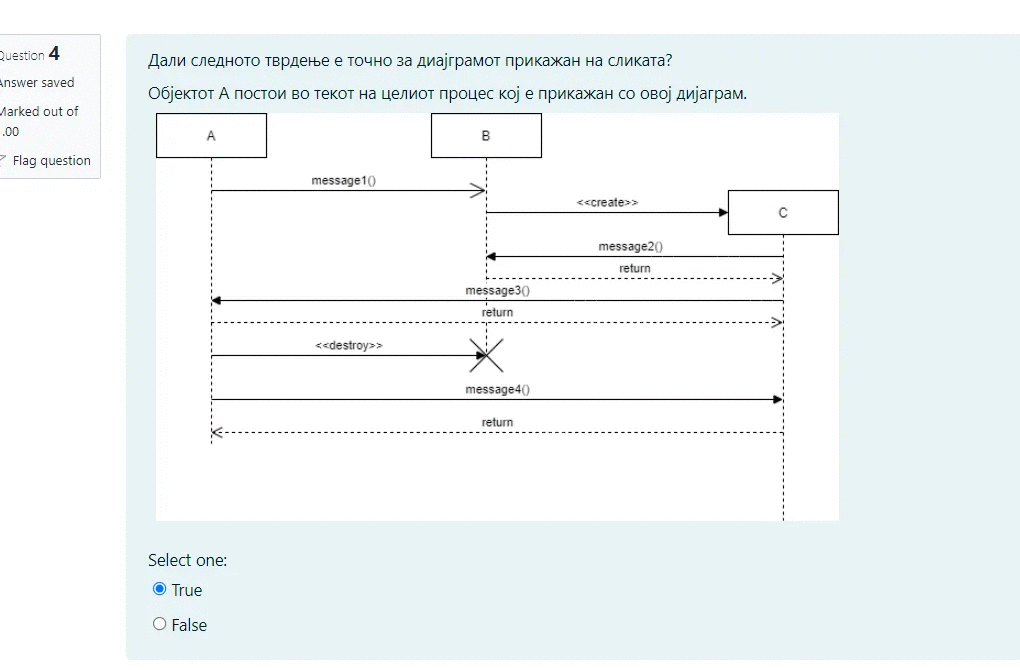 Question 4
Answer saved
Marked out of
.00
Flag question
Дали следното тврдење е точно за диајграмот прикажан на сликата?
Објектот А постои во текот на целиот процес кој е прикажан со овој дијаграм.
A
B
message1()
<<create>>
C
message2()
return
message3()
return
<<destroy>>
message4()
return
Select one:
True
False